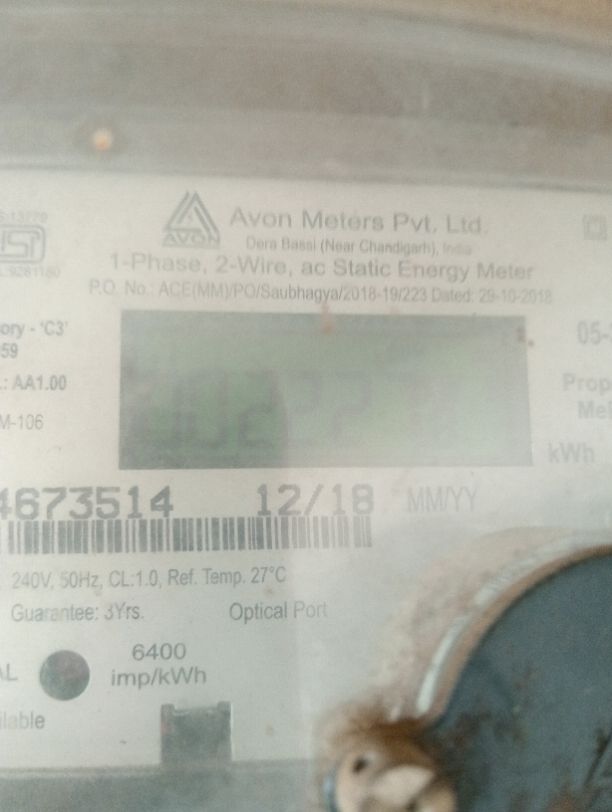 Avon Meters Pvt. Ltd.
AVON
Dera Bassi (Near Chandigarh), India
1-Phase, 2-Wire, ac Static Energy Meter
P.O. No.: ACE(MM)/PO/Saubhagya/2018-19/223 Dated: 29-10-2018
ory - 'C3'
05-
59
.: AA1.00
M-106
kWh
4673514 12/18 MM/YY
240V, 50Hz, CL:1.0, Ref. Temp. 27°C
Guarantee: 3Yrs. Optical Port
6400
imp/kWh